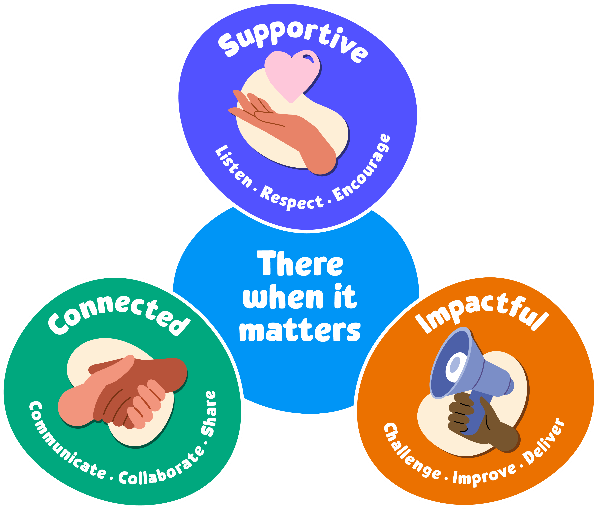 Supportive
Listen . Respect . Encourage
There
when it
matters
Connected
Communicate . Collaborate . Share
Impactful
Challenge . Improve . Deliver